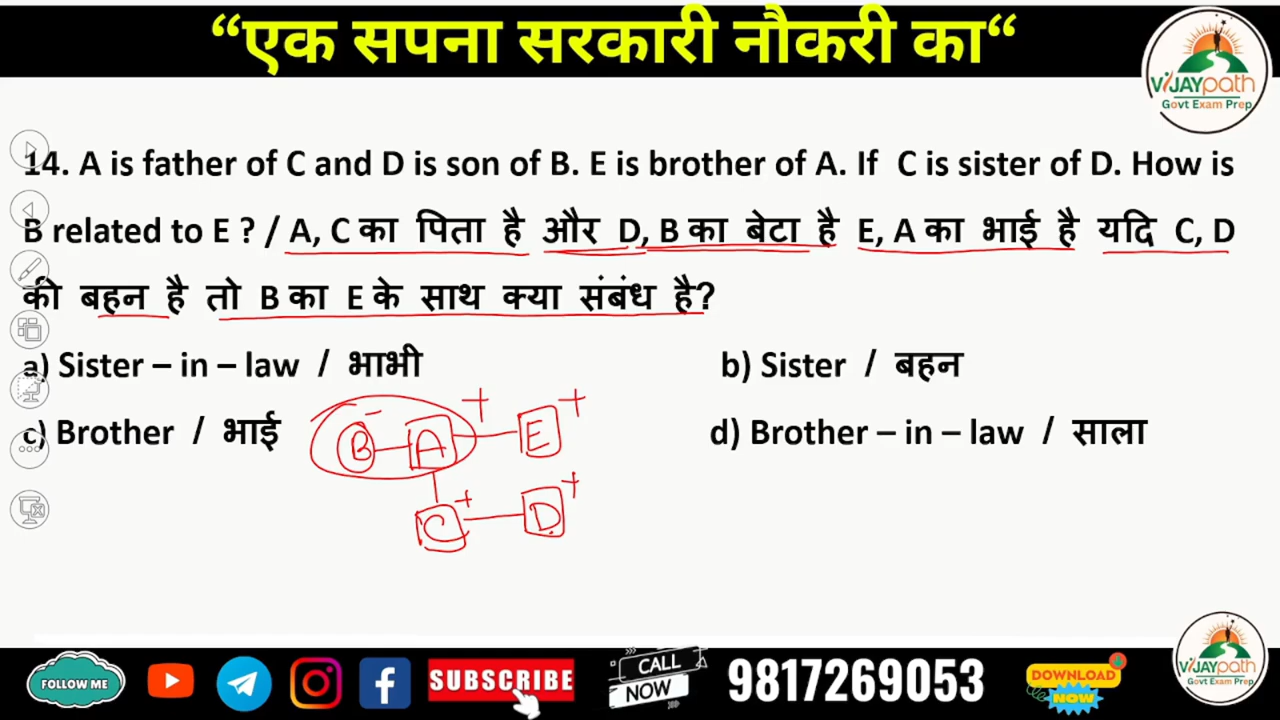 “एक सपना सरकारी नौकरी का“
VIJAYpath
Govt Exam Prep
14. A is father of C and D is son of B. E is brother of A. If C is sister of D. How is
B related to E ? / A, C का पिता है और D, B का बेटा है E, A का भाई है यदि C, D
की बहन है तो B का E के साथ क्या संबंध है?
a) Sister – in – law / भाभी
b) Sister / बहन
c) Brother / भाई
d) Brother – in – law / साला
B - A + E +
C + D +
FOLLOW ME
SUBSCRIBE
CALL
NOW
9817269053
DOWNLOAD
NOW
VIJAYpath
Govt Exam Prep